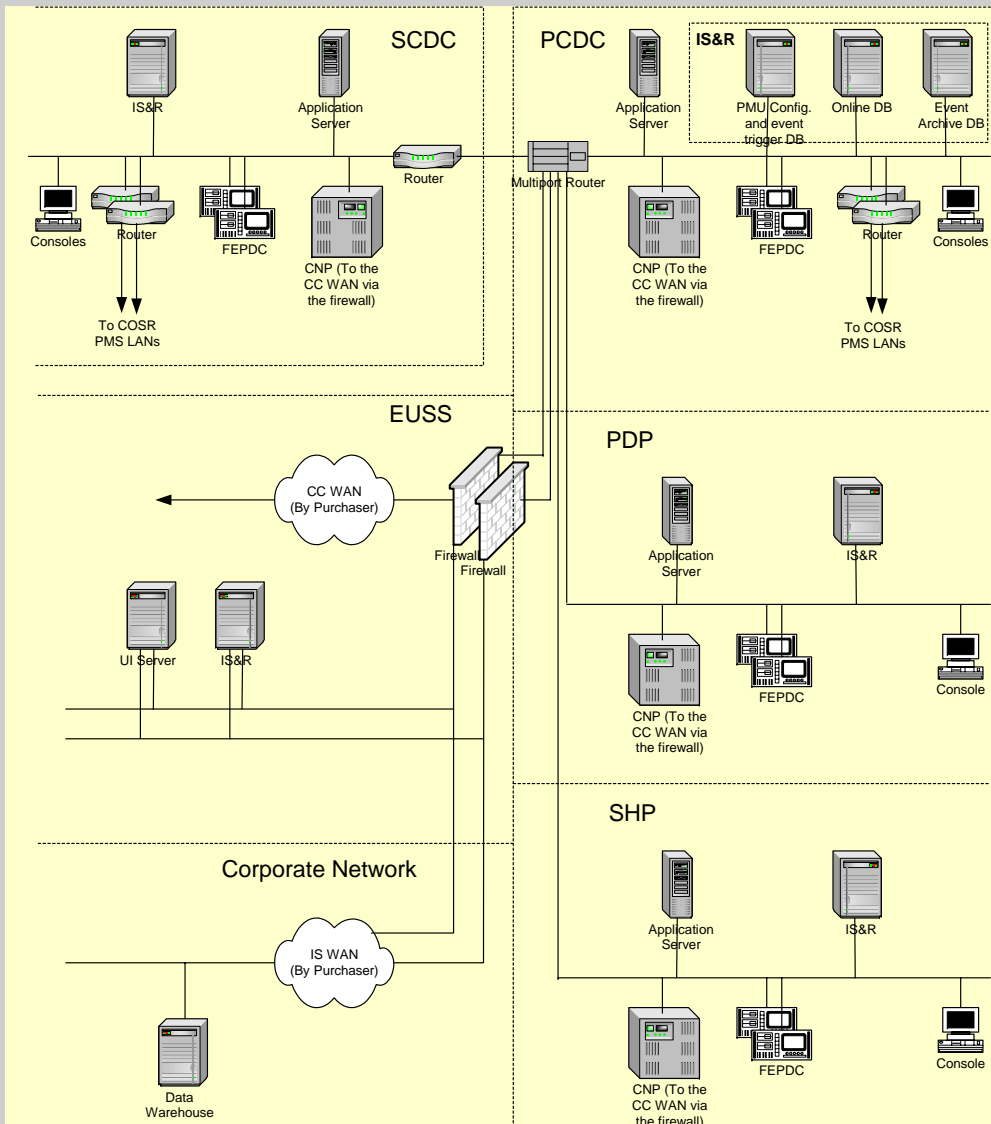 SCDC
IS&R
Application
Server
Router
Consoles
Router
FEPDC
CNP (To the
CC WAN via
the firewall)
To COSR
PMS LANs
PCDC
IS&R
Application
Server
PMU Config.
and event
trigger DB
Online DB
Event
Archive DB
Multiport Router
CNP (To the
CC WAN via
the firewall)
FEPDC
Router
Consoles
To COSR
PMS LANs
EUSS
CC WAN
(By Purchaser)
Firewall
Firewall
UI Server
IS&R
PDP
Application
Server
IS&R
CNP (To the
CC WAN via
the firewall)
FEPDC
Console
Corporate Network
IS WAN
(By Purchaser)
Data
Warehouse
SHP
Application
Server
IS&R
CNP (To the
CC WAN via
the firewall)
FEPDC
Console